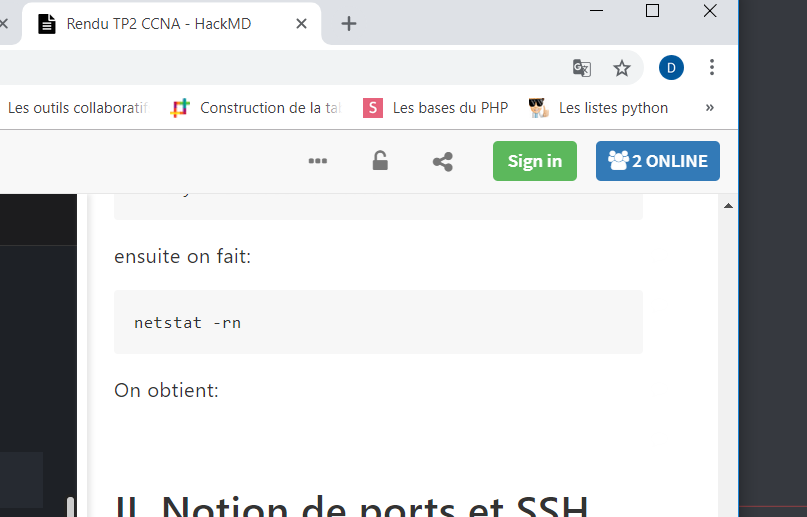 Rendu TP2 CCNA - HackMD
D
Les outils collaboratif
Construction de la tal
S
Les bases du PHP
Les listes python
»
Sign in
2 ONLINE
ensuite on fait:
netstat -rn
On obtient:
II. Notion de ports et SSH